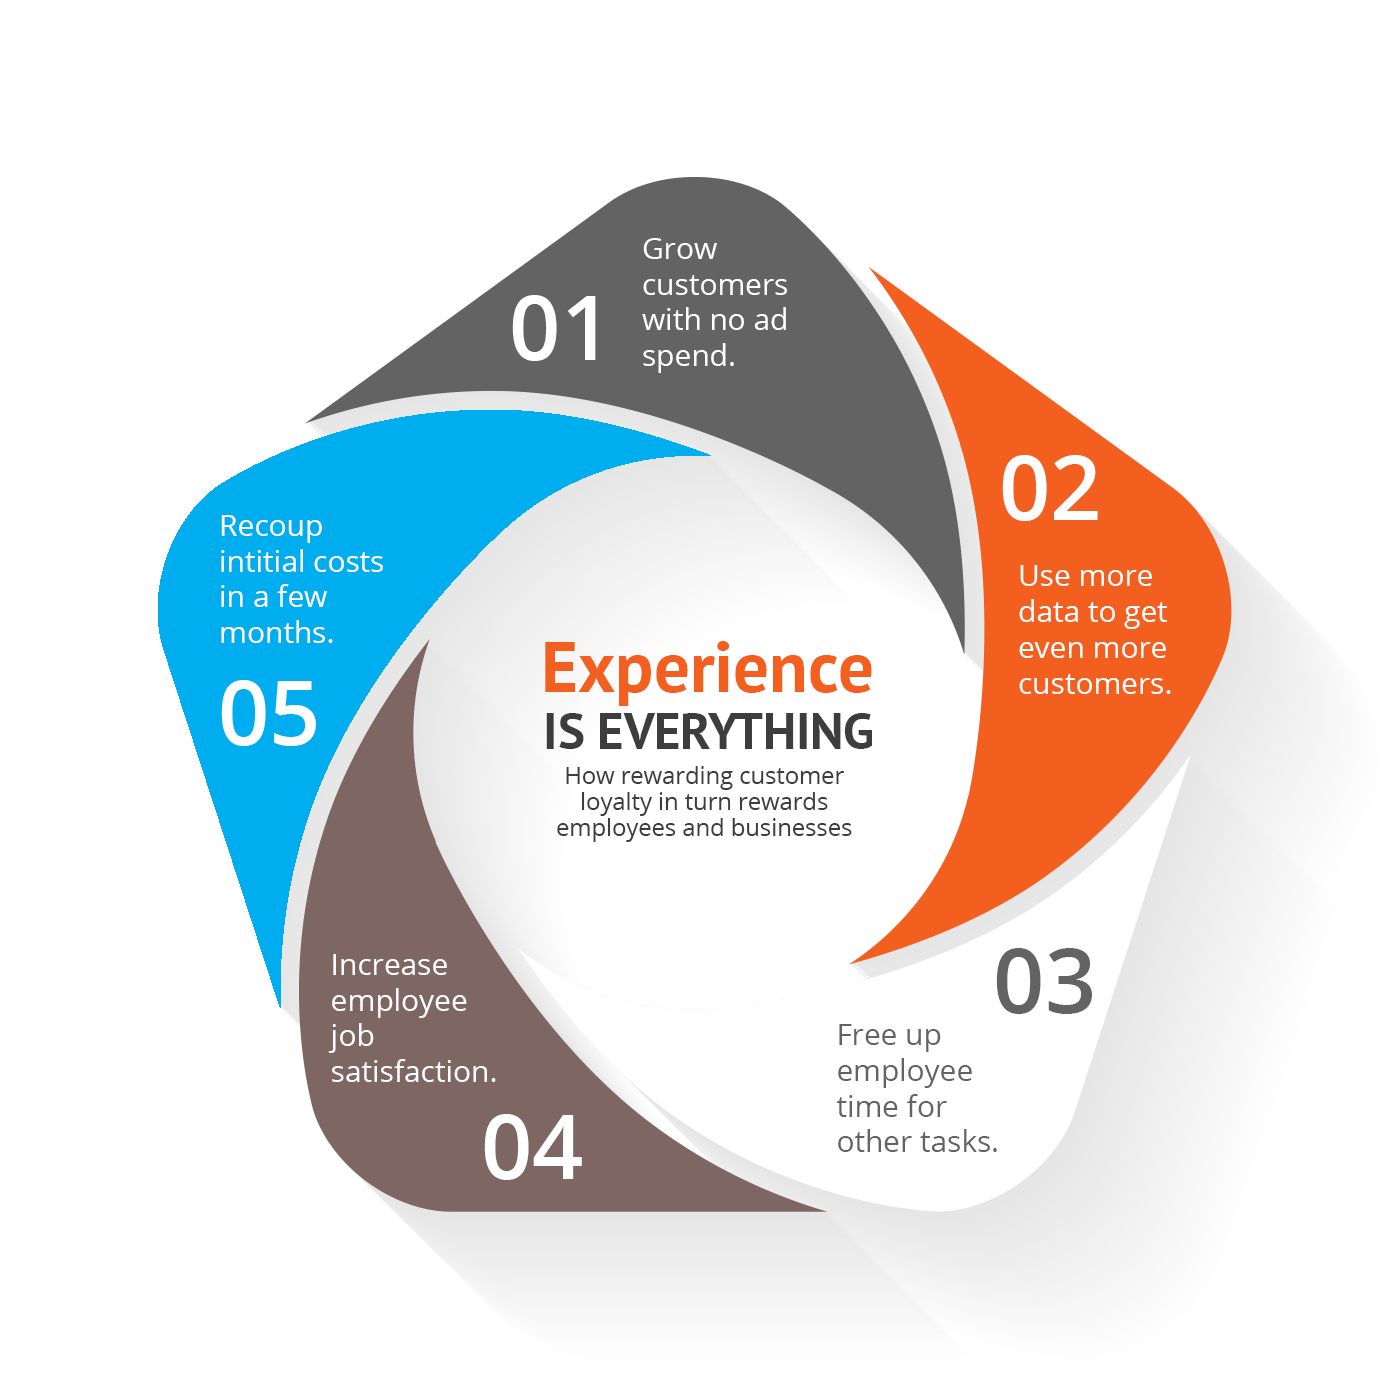 01
Grow
customers
with no ad
spend.
02
Use more
data to get
even more
customers.
03
Free up
employee
time for
other tasks.
Increase
employee
job
satisfaction.
04
Recoup
intitial costs
in a few
months.
05
Experience
IS EVERYTHING
How rewarding customer
loyalty in turn rewards
employees and businesses